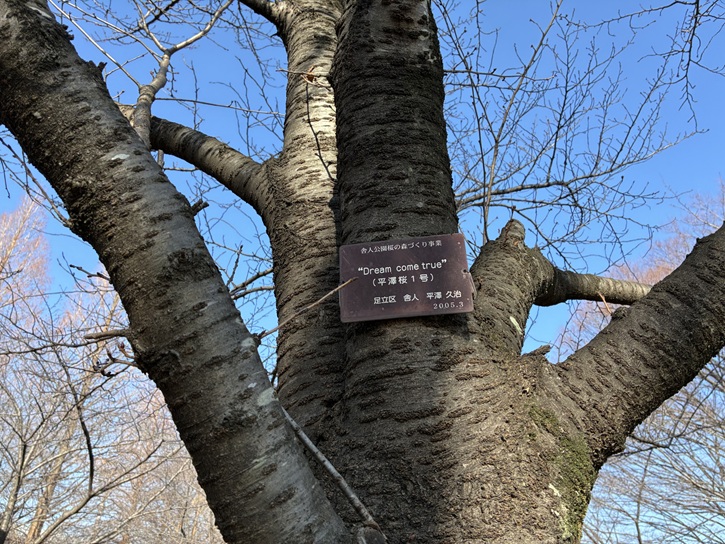 舎人公園桜の森づくり事業
“Dream come true”
（平澤桜１号）
足立区 舎人 平澤 久治
2005.3